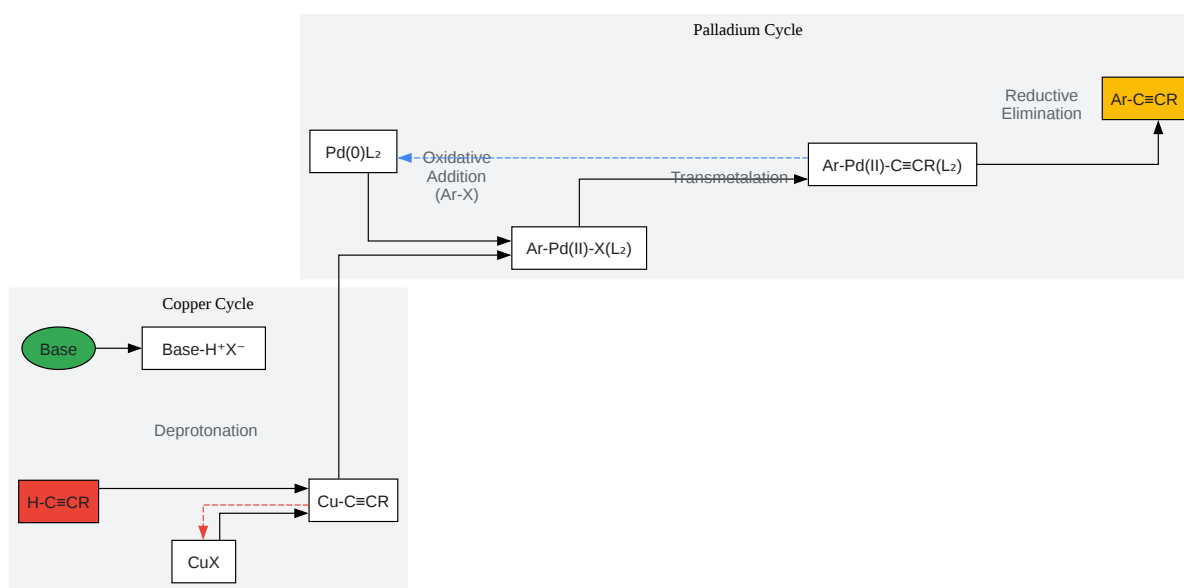 Palladium Cycle
Reductive
Elimination
Ar-C≡CR
Pd(0)L₂
Oxidative
Addition
(Ar-X)
Transmetalation
Ar-Pd(II)-C≡CR(L₂)
Ar-Pd(II)-X(L₂)
Copper Cycle
Base
Base-H⁺X⁻
Deprotonation
H-C≡CR
Cu-C≡CR
CuX